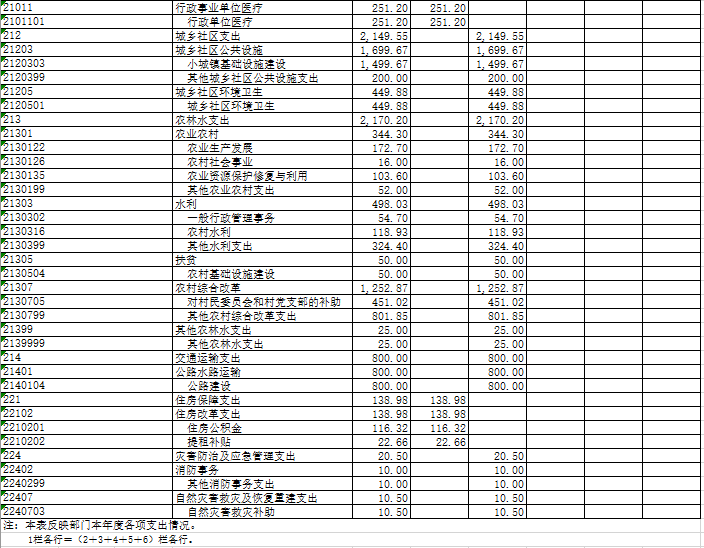 21011 行政事业单位医疗 251.20 251.20
2101101 行政单位医疗 251.20 251.20
212 城乡社区支出 2,149.55 2,149.55
21203 城乡社区公共设施 1,699.67 1,699.67
2120303 小城镇基础设施建设 1,499.67 1,499.67
2120399 其他城乡社区公共设施支出 200.00 200.00
21205 城乡社区环境卫生 449.88 449.88
2120501 城乡社区环境卫生 449.88 449.88
213 农林水支出 2,170.20 2,170.20
21301 农业农村 344.30 344.30
2130122 农业生产发展 172.70 172.70
2130126 农村社会事业 16.00 16.00
2130135 农业资源保护修复与利用 103.60 103.60
2130199 其他农业农村支出 52.00 52.00
21303 水利 498.03 498.03
2130302 一般行政管理事务 54.70 54.70
2130316 农村水利 118.93 118.93
2130399 其他水利支出 324.40 324.40
21305 扶贫 50.00 50.00
2130504 农村基础设施建设 50.00 50.00
21307 农村综合改革 1,252.87 1,252.87
2130705 对村民委员会和村党支部的补助 451.02 451.02
2130799 其他农村综合改革支出 801.85 801.85
21399 其他农林水支出 25.00 25.00
2139999 其他农林水支出 25.00 25.00
214 交通运输支出 800.00 800.00
21401 公路水路运输 800.00 800.00
2140104 公路建设 800.00 800.00
221 住房保障支出 138.98 138.98
22102 住房改革支出 138.98 138.98
2210201 住房公积金 116.32 116.32
2210202 提租补贴 22.66 22.66
224 灾害防治及应急管理支出 20.50 20.50
22402 消防事务 10.00 10.00
2240299 其他消防事务支出 10.00 10.00
22407 自然灾害救灾及恢复重建支出 10.50 10.50
2240703 自然灾害救灾补助 10.50 10.50
注：本表反映部门本年度各项支出情况。
1栏各行＝（2+3+4+5+6）栏各行.